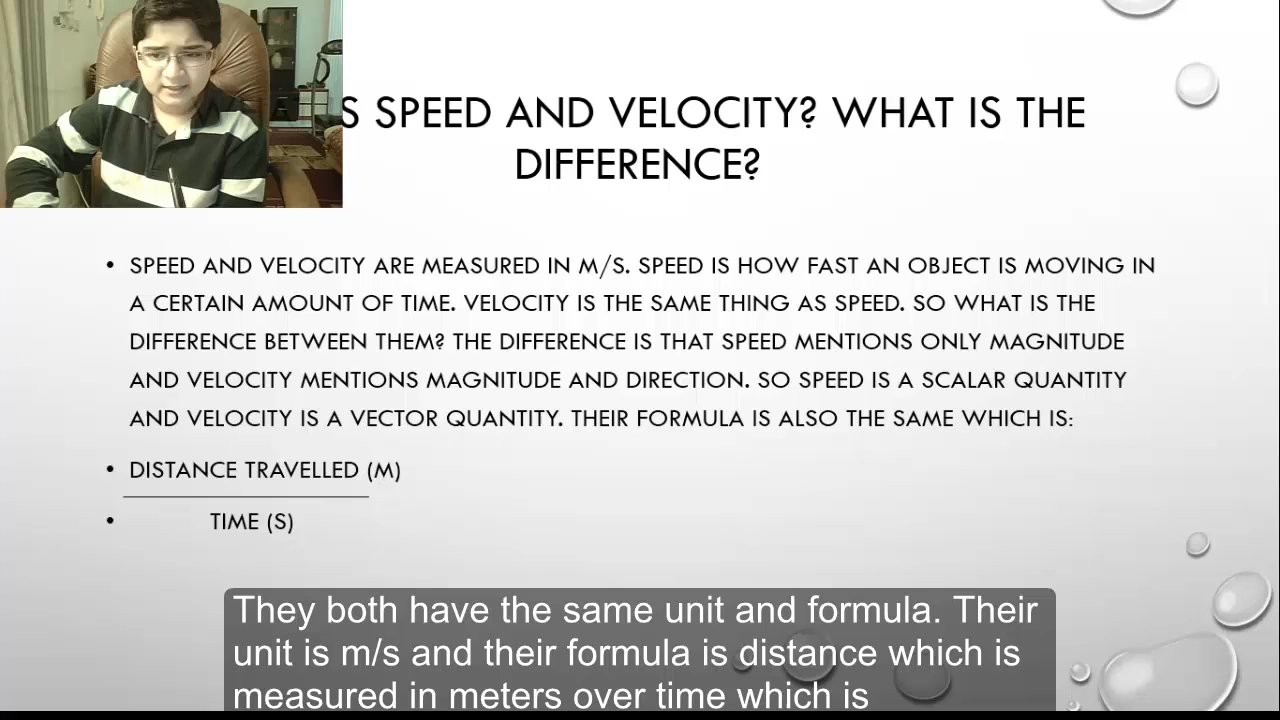 S SPEED AND VELOCITY? WHAT IS THE
DIFFERENCE?
• SPEED AND VELOCITY ARE MEASURED IN M/S. SPEED IS HOW FAST AN OBJECT IS MOVING IN
A CERTAIN AMOUNT OF TIME. VELOCITY IS THE SAME THING AS SPEED. SO WHAT IS THE
DIFFERENCE BETWEEN THEM? THE DIFFERENCE IS THAT SPEED MENTIONS ONLY MAGNITUDE
AND VELOCITY MENTIONS MAGNITUDE AND DIRECTION. SO SPEED IS A SCALAR QUANTITY
AND VELOCITY IS A VECTOR QUANTITY. THEIR FORMULA IS ALSO THE SAME WHICH IS:
• DISTANCE TRAVELLED (M)
• TIME (S)
They both have the same unit and formula. Their
unit is m/s and their formula is distance which is
measured in meters over time which is